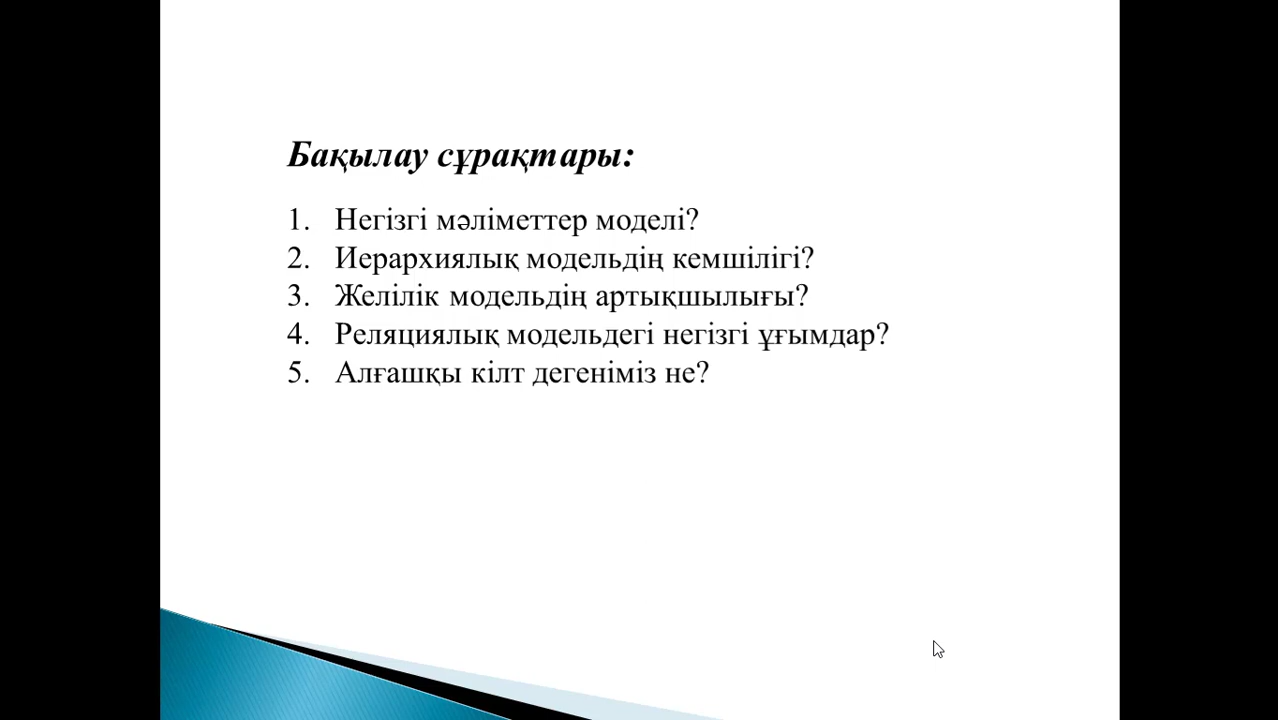 Бақылау сұрақтары:
1. Негізгі мәліметтер моделі?
2. Иерархиялық модельдің кемшілігі?
3. Желілік модельдің артықшылығы?
4. Реляциялық модельдегі негізгі ұғымдар?
5. Алғашқы кілт дегеніміз не?